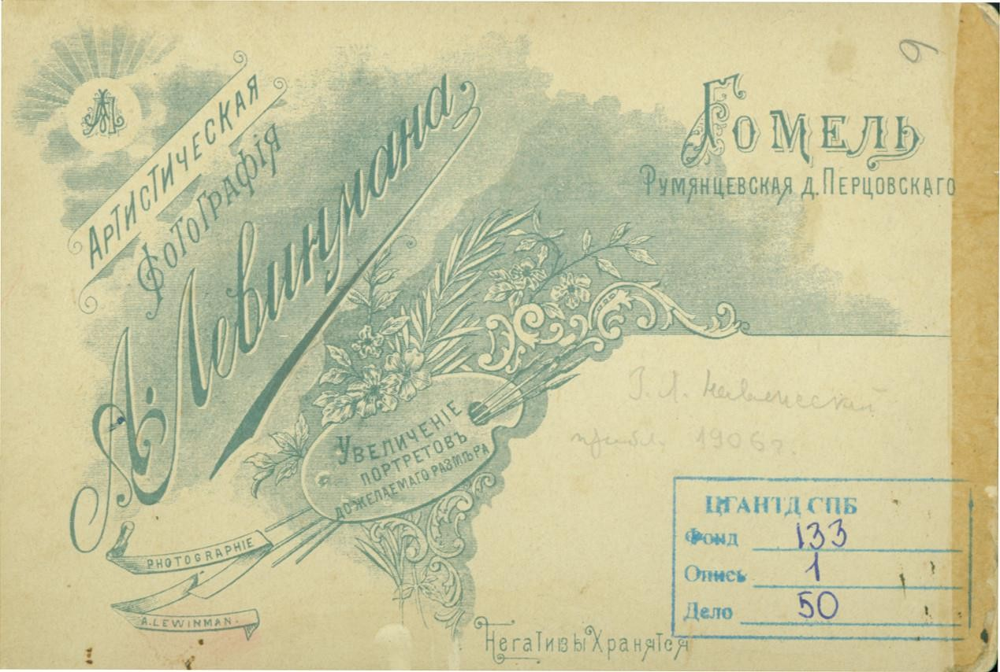 АЛ
АРТИСТИЧЕСКАЯ
ФОТОГРАФІЯ
А. Левинмана
ГОМЕЛЬ
РУМЯНЦЕВСКАЯ Д. ПЕРЦОВСКАГО
9
УВЕЛИЧЕНІЕ
ПОРТРЕТОВЪ
ДО ЖЕЛАЕМАГО РАЗМѢРА
1906 г.
PHOTOGRAPHIE
A. LEWINMAN.
ЦГАНТД СПБ
Фонд 133
Опись 1
Дело 50
Негативы Хранятся